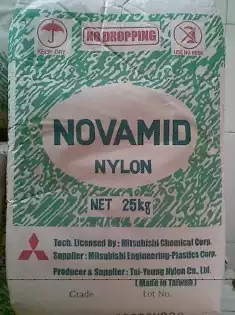 NO DROPPING
KEEP DRY
USE NO HOOK
NOVAMID
NYLON
NET 25kg
Tech. Licensed By : Mitsubishi Chemical Corp.
Supplier : Mitsubishi Engineering-Plastics Corp.
Producer & Supplier : Tai-Young Nylon Co., Ltd.
( Made in Taiwan )
Grade Lot No.